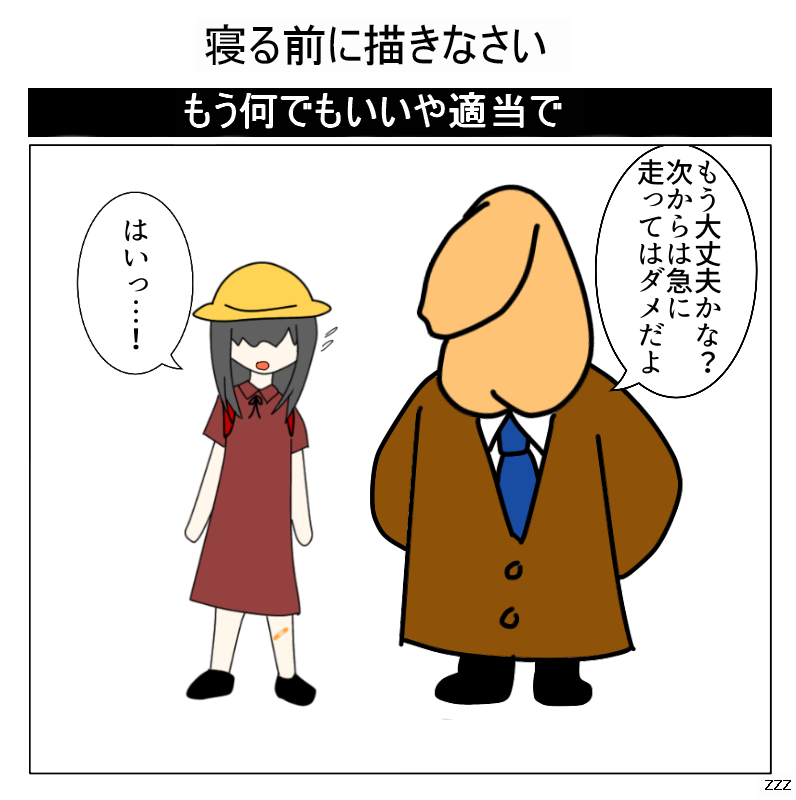 寝る前に描きなさい
もう何でもいいや適当で
もう大丈夫かな？
次からは急に
走ってはダメだよ
はいっ…！
zzz